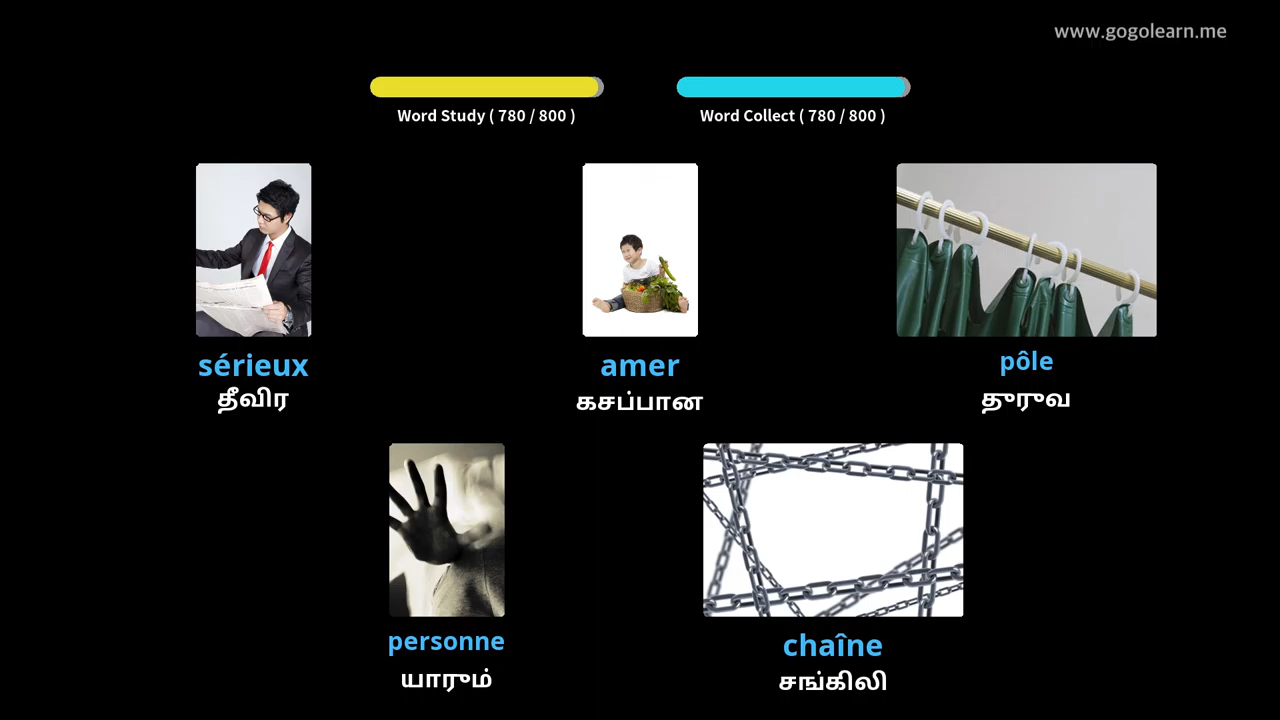 www.gogolearn.me
Word Study ( 780 / 800 )
Word Collect ( 780 / 800 )
sérieux
தீவிர
amer
கசப்பான
pôle
துருவ
personne
யாரும்
chaîne
சங்கிலி